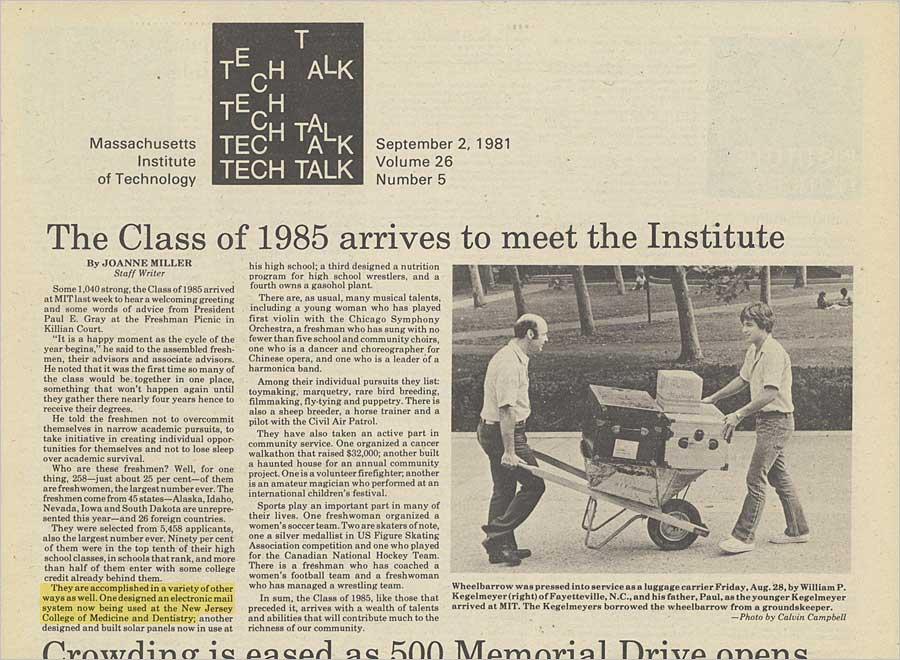 T
TECH ALK
TECH
TECH TALK
TECH TALK
Massachusetts
Institute
of Technology
September 2, 1981
Volume 26
Number 5
The Class of 1985 arrives to meet the Institute
By JOANNE MILLER
Staff Writer
Some 1,040 strong, the Class of 1985 arrived
at MIT last week to hear a welcoming greeting
and some words of advice from President
Paul E. Gray at the Freshman Picnic in
Killian Court.
"It is a happy moment as the cycle of the
year begins," he said to the assembled fresh-
men, their advisors and associate advisors.
He noted that it was the first time so many of
the class would be together in one place,
something that won't happen again until
they gather there nearly four years hence to
receive their degrees.
He told the freshmen not to overcommit
themselves in narrow academic pursuits, to
take initiative in creating individual oppor-
tunities for themselves and not to lose sleep
over academic survival.
Who are these freshmen? Well, for one
thing, 258—just about 25 per cent—of them
are freshwomen, the largest number ever. The
freshmen come from 45 states—Alaska, Idaho,
Nevada, Iowa and South Dakota are unrepre-
sented this year—and 26 foreign countries.
They were selected from 5,458 applicants,
also the largest number ever. Ninety per cent
of them were in the top tenth of their high
school classes, in schools that rank, and more
than half of them enter with some college
credit already behind them.
They are accomplished in a variety of other
ways as well. One designed an electronic mail
system now being used at the New Jersey
College of Medicine and Dentistry; another
designed and built solar panels now in use at
his high school; a third designed a nutrition
program for high school wrestlers, and a
fourth owns a gasohol plant.
There are, as usual, many musical talents,
including a young woman who has played
first violin with the Chicago Symphony
Orchestra, a freshman who has sung with no
fewer than five school and community choirs,
one who is a dancer and choreographer for
Chinese opera, and one who is a leader of a
harmonica band.
Among their individual pursuits they list:
toymaking, marquetry, rare bird breeding,
filmmaking, fly-tying and puppetry. There is
also a sheep breeder, a horse trainer and a
pilot with the Civil Air Patrol.
They have also taken an active part in
community service. One organized a cancer
walkathon that raised $32,000; another built
a haunted house for an annual community
project. One is a volunteer firefighter; another
is an amateur magician who performed at an
international children's festival.
Sports play an important part in many of
their lives. One freshwoman organized a
women's soccer team. Two are skaters of note,
one a silver medallist in US Figure Skating
Association competition and one who played
for the Canadian National Hockey Team.
There is a freshman who has coached a
women's football team and a freshwoman
who has managed a wrestling team.
In sum, the Class of 1985, like those that
preceded it, arrives with a wealth of talents
and abilities that will contribute much to the
richness of our community.
Wheelbarrow was pressed into service as a luggage carrier Friday, Aug. 28, by William P.
Kegelmeyer (right) of Fayetteville, N.C., and his father, Paul, as the younger Kegelmeyer
arrived at MIT. The Kegelmeyers borrowed the wheelbarrow from a groundskeeper.
—Photo by Calvin Campbell
Crowding is eased as 500 Memorial Drive opens